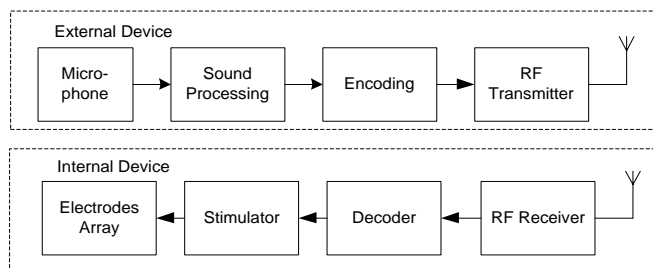 External Device
Micro-
phone
Sound
Processing
Encoding
RF
Transmitter
Internal Device
Electrodes
Array
Stimulator
Decoder
RF Receiver